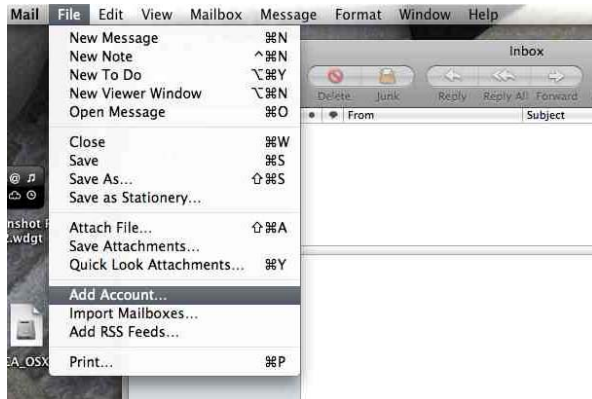 Mail File Edit View Mailbox Message Format Window Help
New Message ⌘N
New Note ^⌘N
New To Do ⌥⌘Y
New Viewer Window ⌥⌘N
Open Message ⌘O
Close ⌘W
Save ⌘S
Save As... ⇧⌘S
Save as Stationery...
Attach File... ⇧⌘A
Save Attachments...
Quick Look Attachments... ⌘Y
Add Account...
Import Mailboxes...
Add RSS Feeds...
Print... ⌘P
Inbox
Delete Junk Reply Reply All Forward
From Subject
nshot
.wdgt
CA_OSX